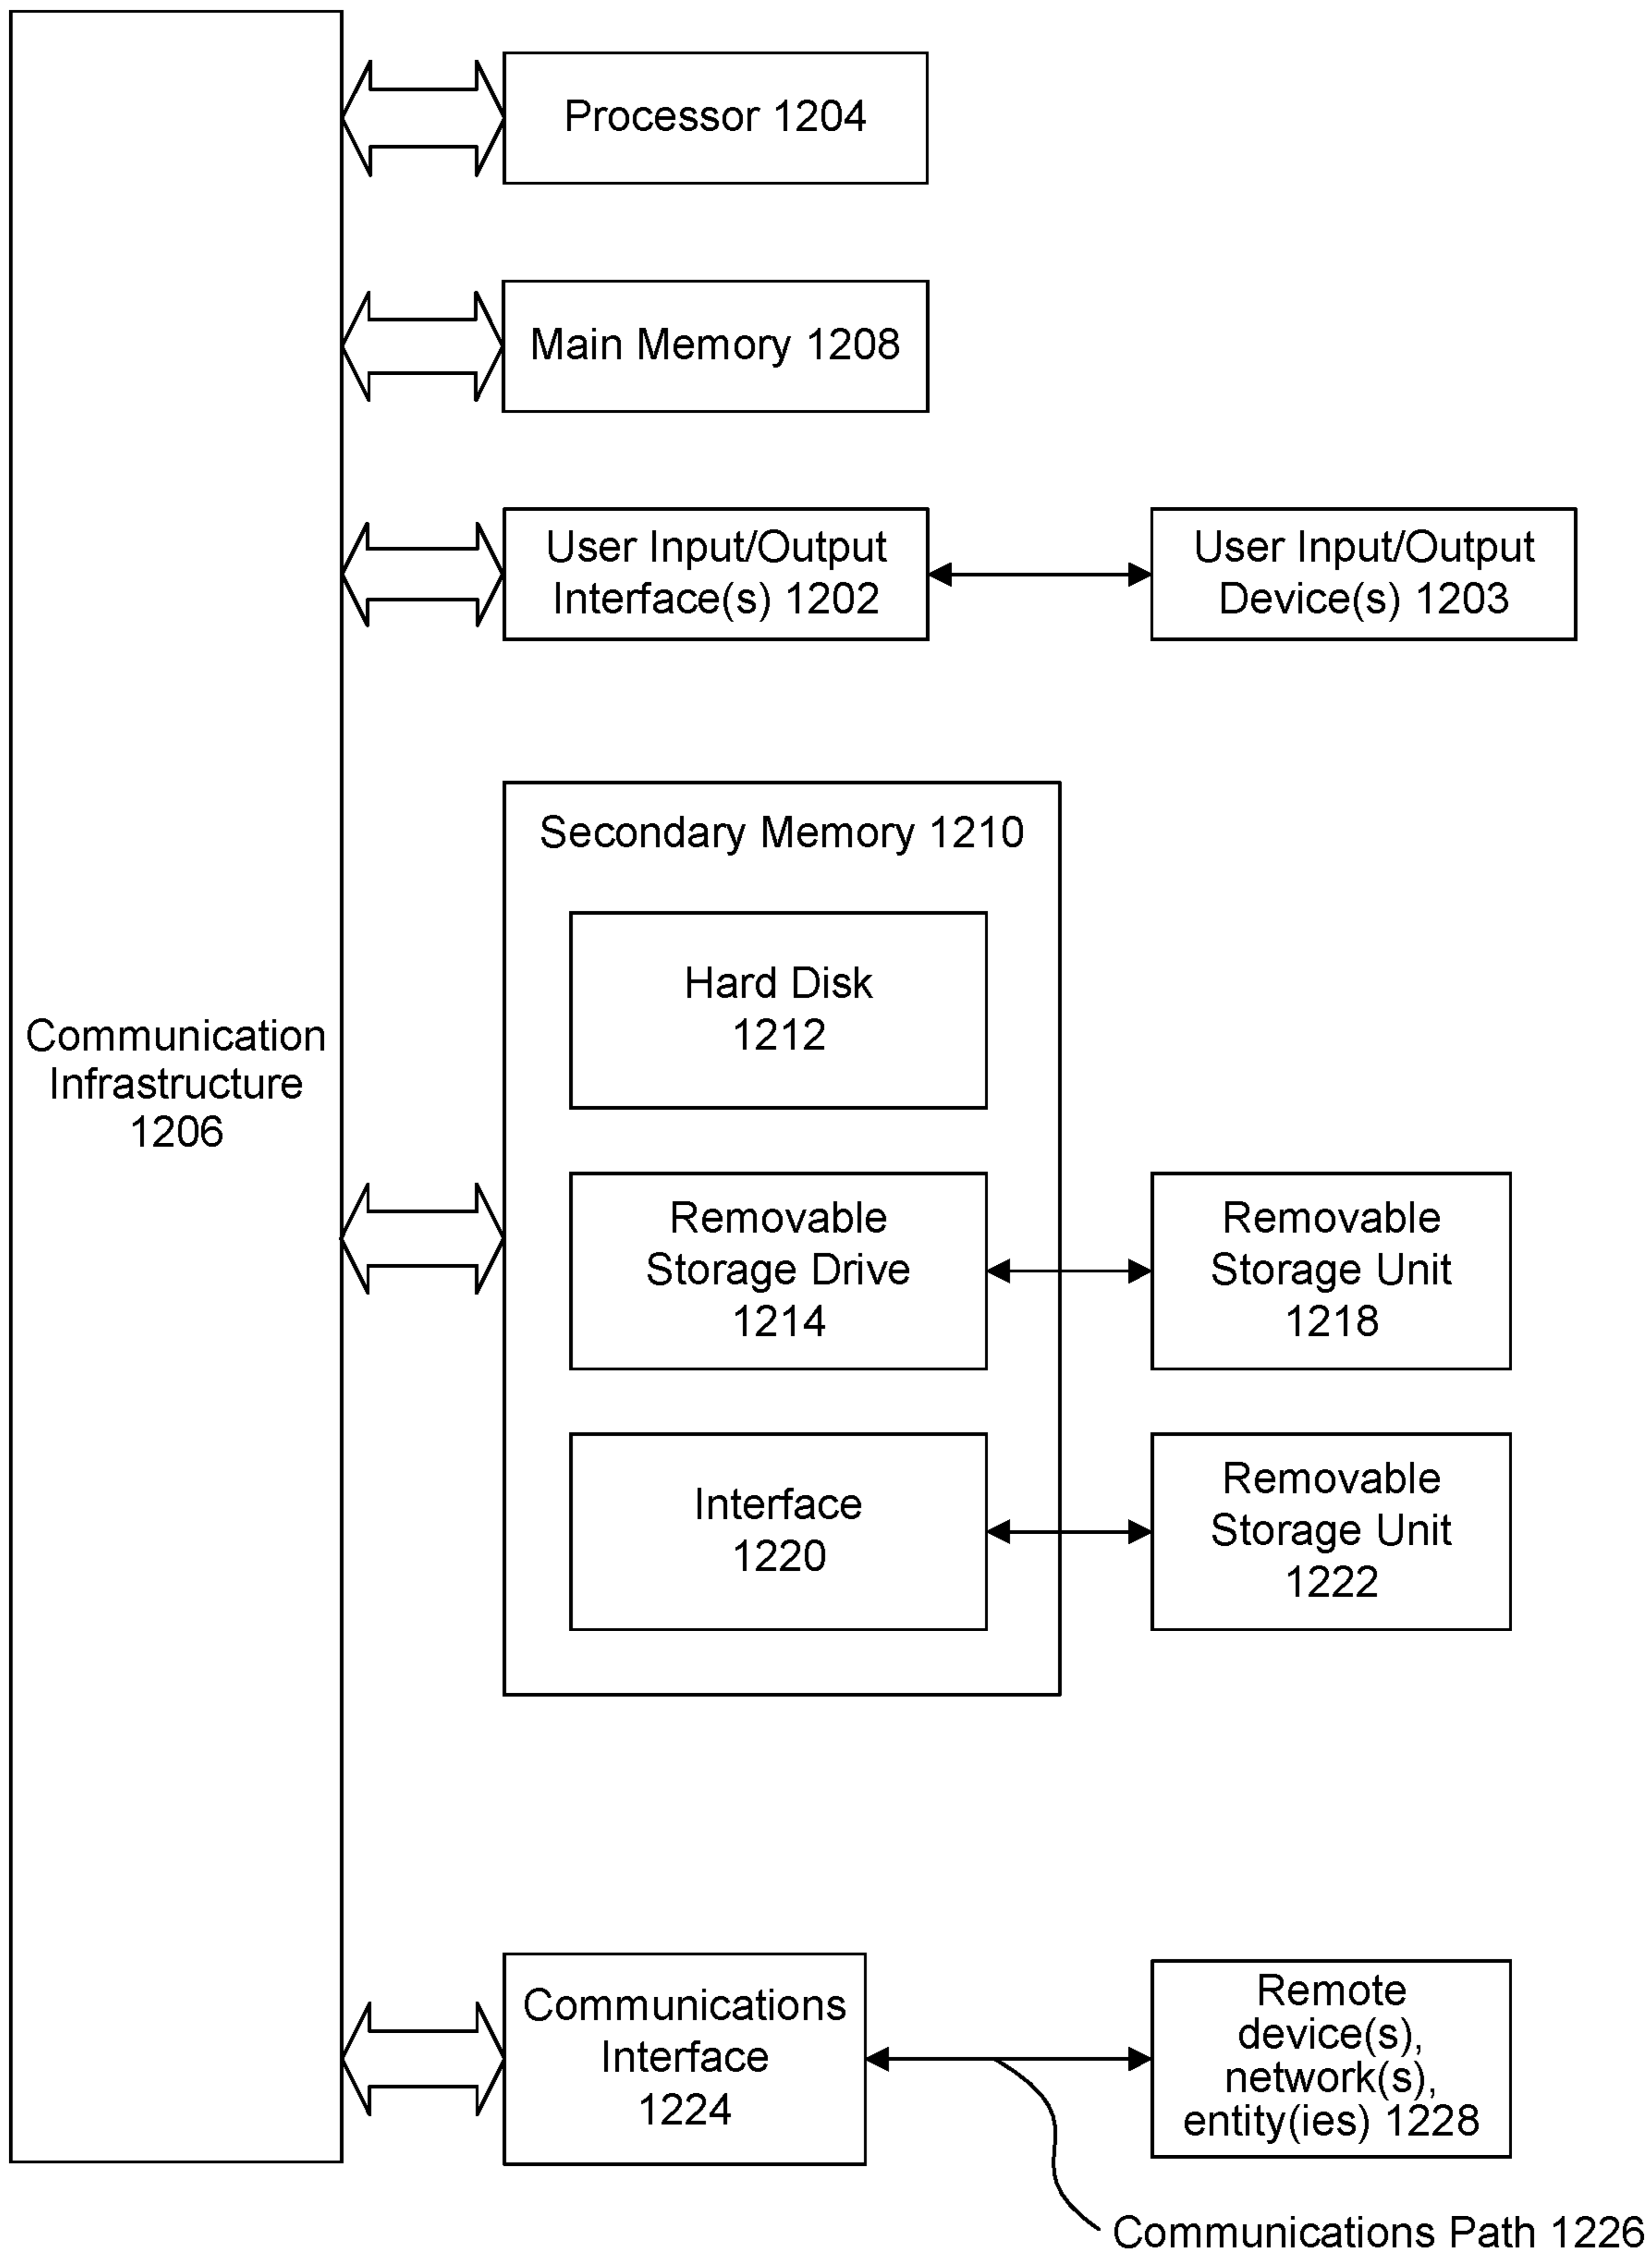 Processor 1204
Main Memory 1208
User Input/Output
Interface(s) 1202
User Input/Output
Device(s) 1203
Secondary Memory 1210
Hard Disk
1212
Communication
Infrastructure
1206
Removable
Storage Drive
1214
Removable
Storage Unit
1218
Interface
1220
Removable
Storage Unit
1222
Communications
Interface
1224
Remote
device(s),
network(s),
entity(ies) 1228
Communications Path 1226